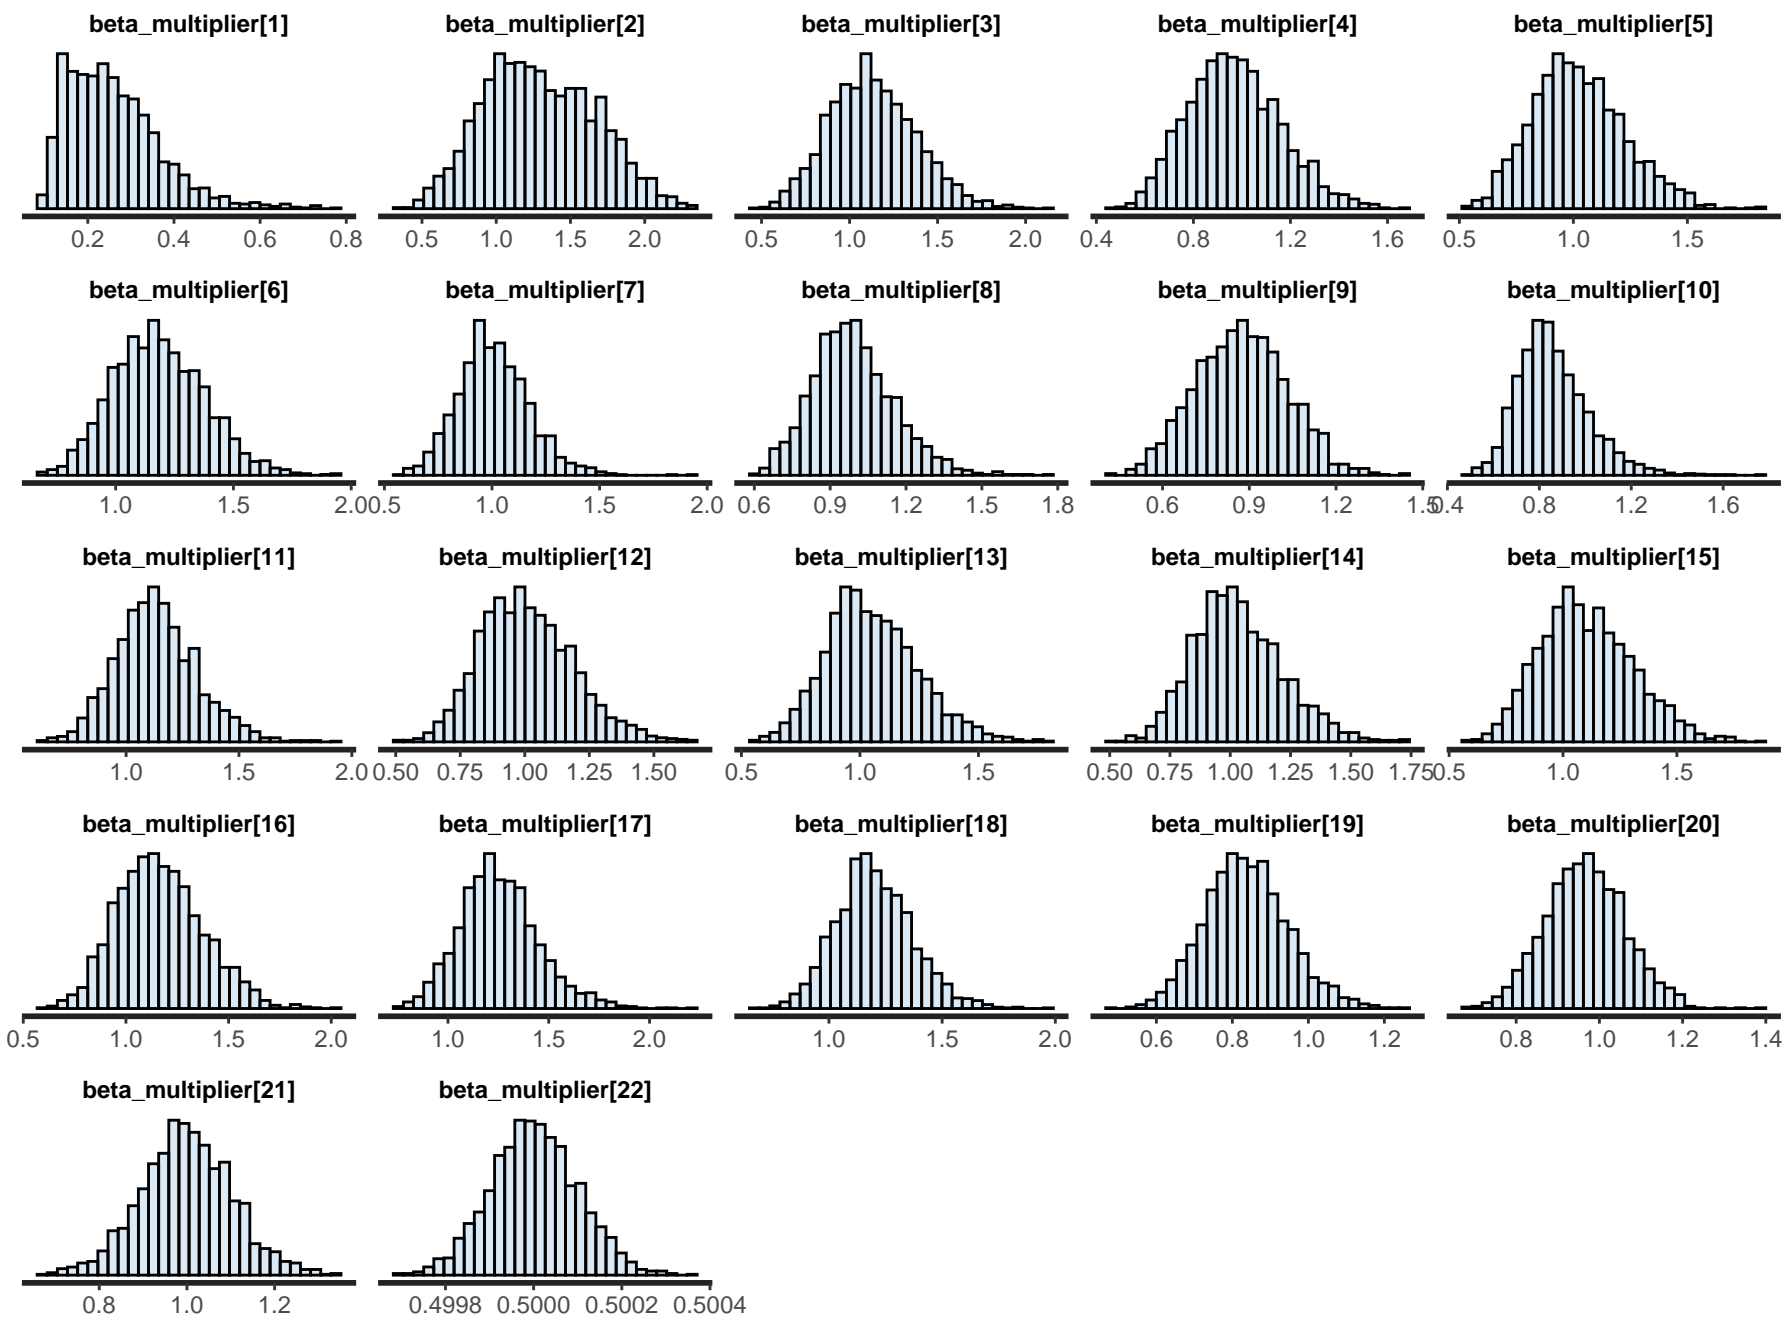 beta_multiplier[1] beta_multiplier[2] beta_multiplier[3] beta_multiplier[4] beta_multiplier[5]
0.2 0.4 0.6 0.8 0.5 1.0 1.5 2.0 0.5 1.0 1.5 2.0 0.4 0.8 1.2 1.6 0.5 1.0 1.5
beta_multiplier[6] beta_multiplier[7] beta_multiplier[8] beta_multiplier[9] beta_multiplier[10]
1.0 1.5 2.0 0.5 1.0 1.5 2.0 0.6 0.9 1.2 1.5 1.8 0.6 0.9 1.2 1.5 0.4 0.8 1.2 1.6
beta_multiplier[11] beta_multiplier[12] beta_multiplier[13] beta_multiplier[14] beta_multiplier[15]
1.0 1.5 2.0 0.50 0.75 1.00 1.25 1.50 0.5 1.0 1.5 0.50 0.75 1.00 1.25 1.50 1.75 0.5 1.0 1.5
beta_multiplier[16] beta_multiplier[17] beta_multiplier[18] beta_multiplier[19] beta_multiplier[20]
0.5 1.0 1.5 2.0 1.0 1.5 2.0 1.0 1.5 2.0 0.6 0.8 1.0 1.2 0.8 1.0 1.2 1.4
beta_multiplier[21] beta_multiplier[22]
0.8 1.0 1.2 0.4998 0.5000 0.5002 0.5004